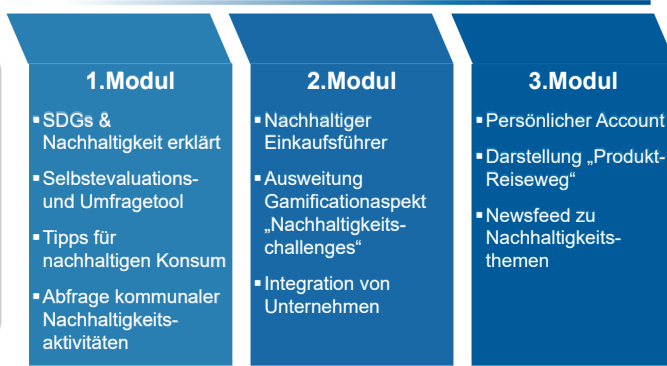 1.Modul
▪SDGs &
Nachhaltigkeit erklärt
▪Selbstevaluations-
und Umfragetool
▪Tipps für
nachhaltigen Konsum
▪Abfrage kommunaler
Nachhaltigkeits-
aktivitäten
2.Modul
▪Nachhaltiger
Einkaufsführer
▪Ausweitung
Gamificationaspekt
„Nachhaltigkeits-
challenges“
▪Integration von
Unternehmen
3.Modul
▪Persönlicher Account
▪Darstellung „Produkt-
Reiseweg“
▪Newsfeed zu
Nachhaltigkeits-
themen